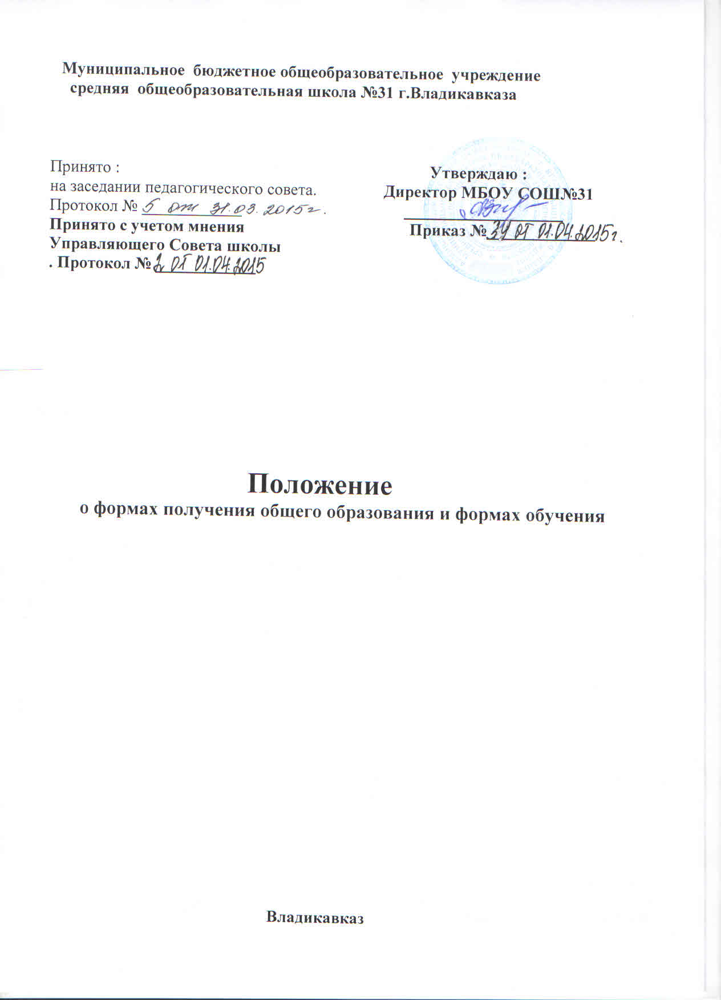 Муниципальное бюджетное общеобразовательное учреждение
средняя общеобразовательная школа №31 г.Владикавказа
Принято :
на заседании педагогического совета.
Протокол № 5 от 31.03.2015г.
Принято с учетом мнения
Управляющего Совета школы
. Протокол № 2 от 01.04.2015
Утверждаю :
Директор МБОУ СОШ№31
Приказ № 34 от 01.04.2015г.
Положение
о формах получения общего образования и формах обучения
Владикавказ